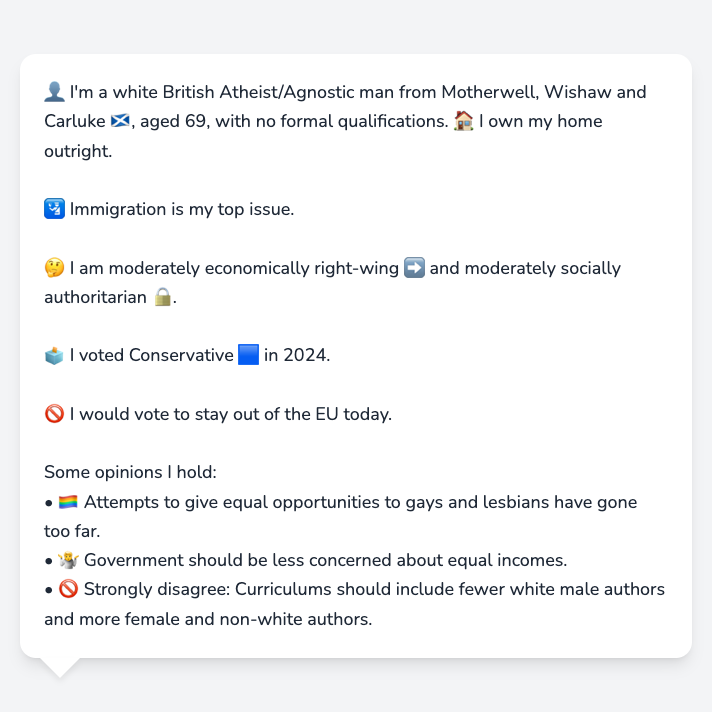 👤 I'm a white British Atheist/Agnostic man from Motherwell, Wishaw and
Carluke 🏴󠁧󠁢󠁳󠁣󠁴󠁿, aged 69, with no formal qualifications. 🏠 I own my home
outright.
🛂 Immigration is my top issue.
🤔 I am moderately economically right-wing ➡️ and moderately socially
authoritarian 🔒.
🗳️ I voted Conservative 🟦 in 2024.
🚫 I would vote to stay out of the EU today.
Some opinions I hold:
• 🏳️‍🌈 Attempts to give equal opportunities to gays and lesbians have gone
too far.
• 🤷 Government should be less concerned about equal incomes.
• 🚫 Strongly disagree: Curriculums should include fewer white male authors
and more female and non-white authors.